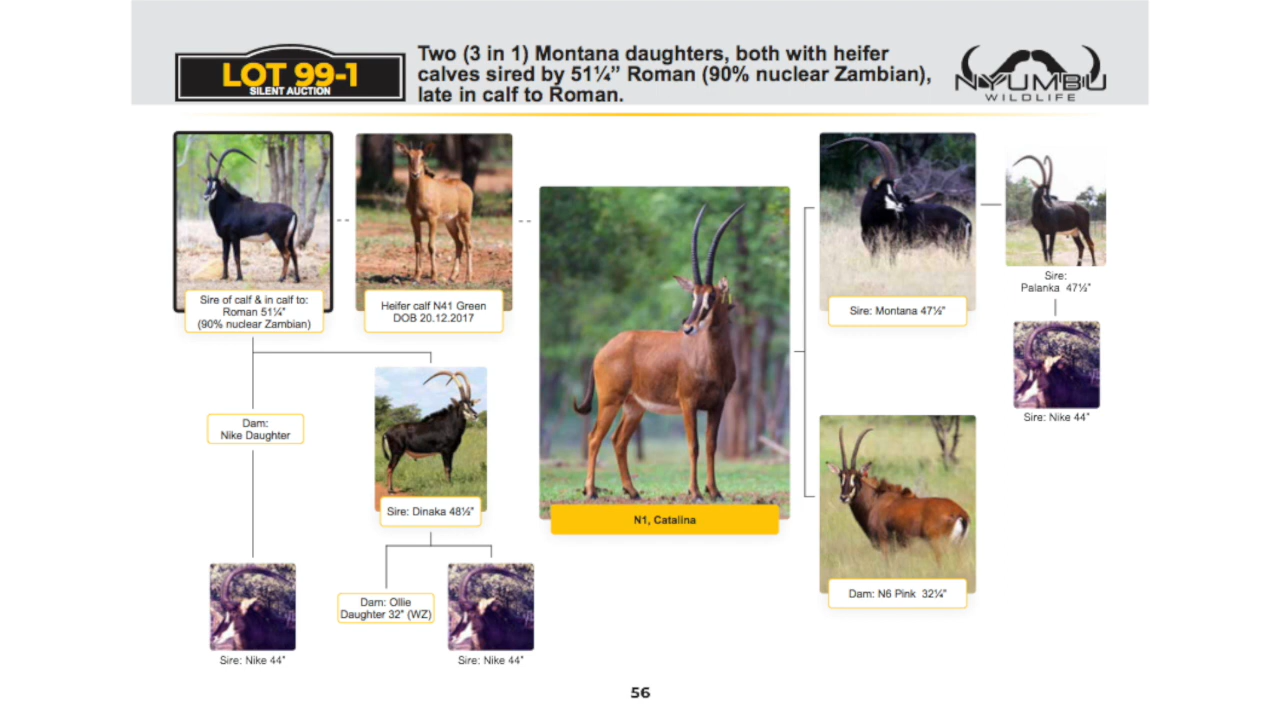 LOT 99-1
SILENT AUCTION
Two (3 in 1) Montana daughters, both with heifer
calves sired by 51¼” Roman (90% nuclear Zambian),
late in calf to Roman.
NYUMBU
WILDLIFE
Sire of calf & in calf to:
Roman 51¼"
(90% nuclear Zambian)
Heifer calf N41 Green
DOB 20.12.2017
Sire: Montana 47½"
Sire:
Palanka 47½"
Sire: Nike 44"
Dam:
Nike Daughter
Sire: Dinaka 48½"
N1, Catalina
Dam: N6 Pink 32¼"
Dam: Ollie
Daughter 32" (WZ)
Sire: Nike 44"
Sire: Nike 44"
56